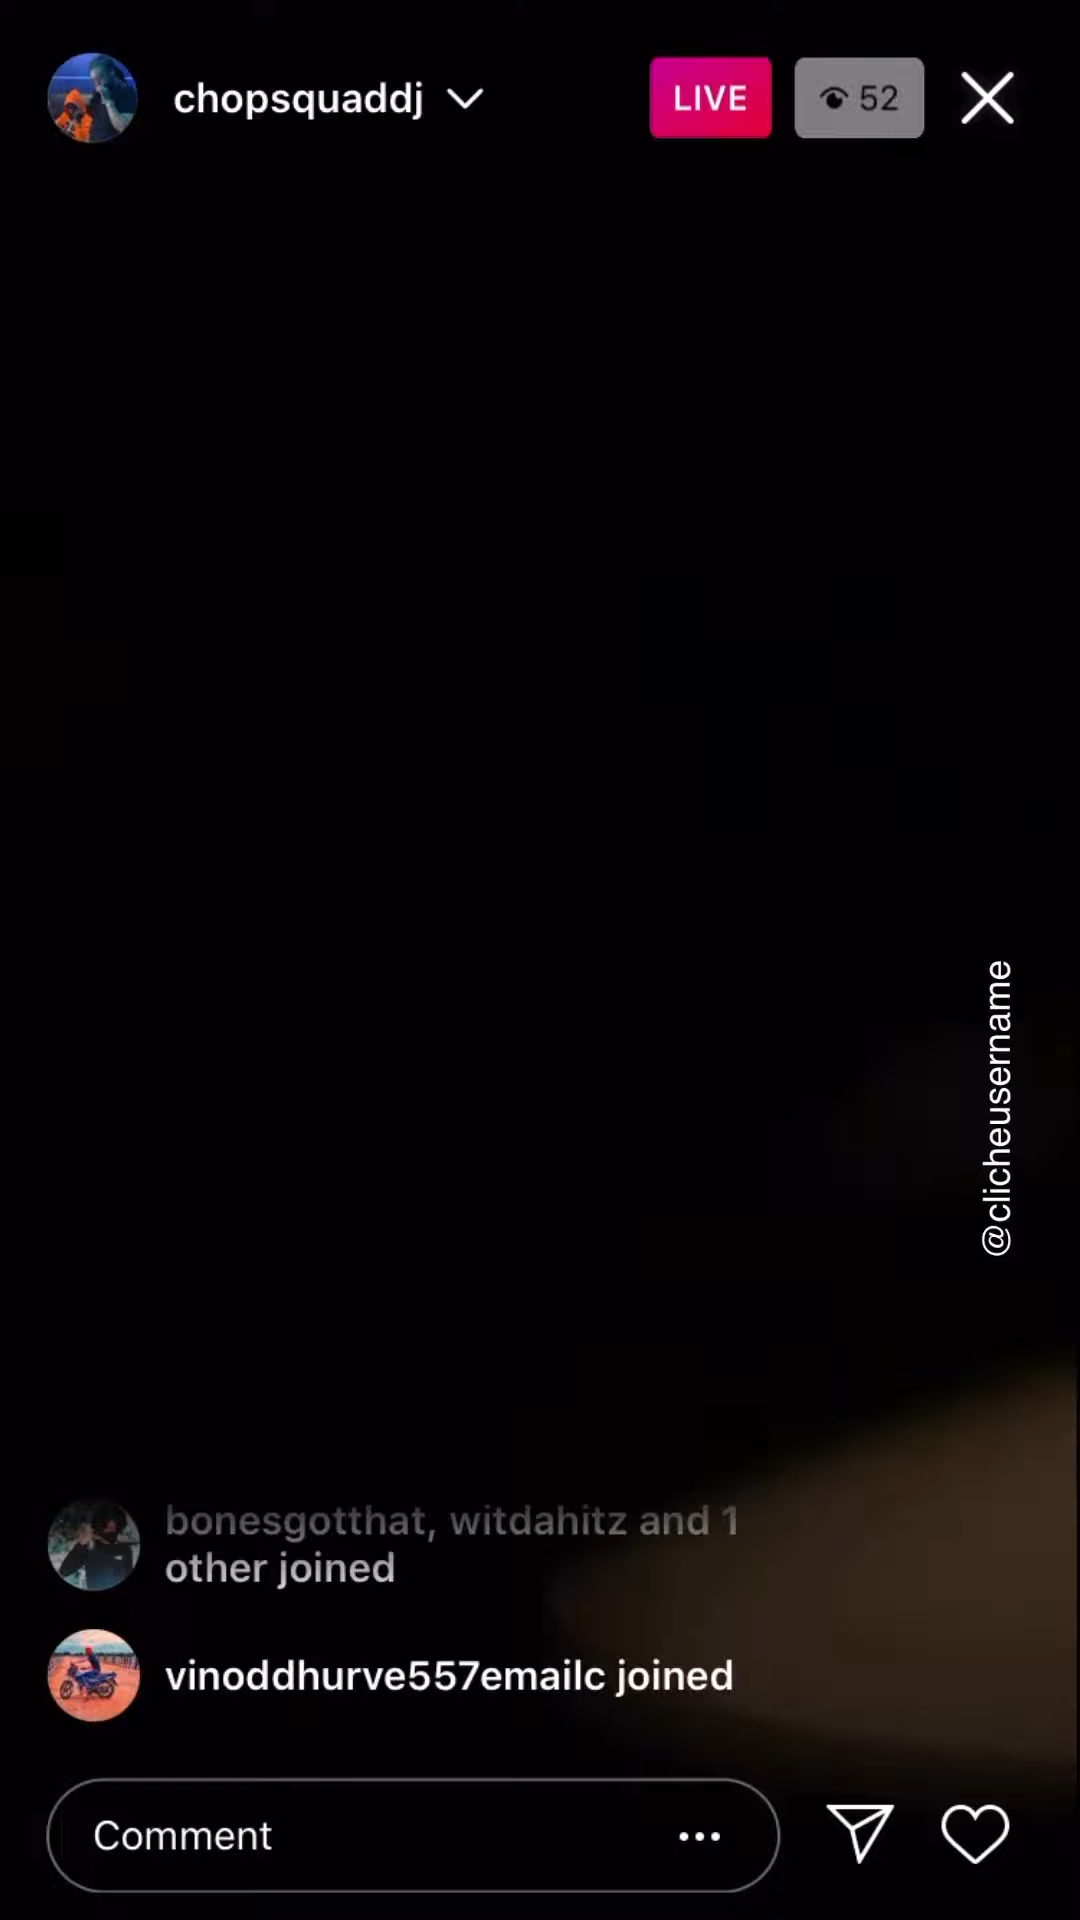 chopsquaddj
LIVE
52
@clicheusername
bonesgotthat, witdahitz and 1
other joined
vinoddhurve557emailc joined
Comment